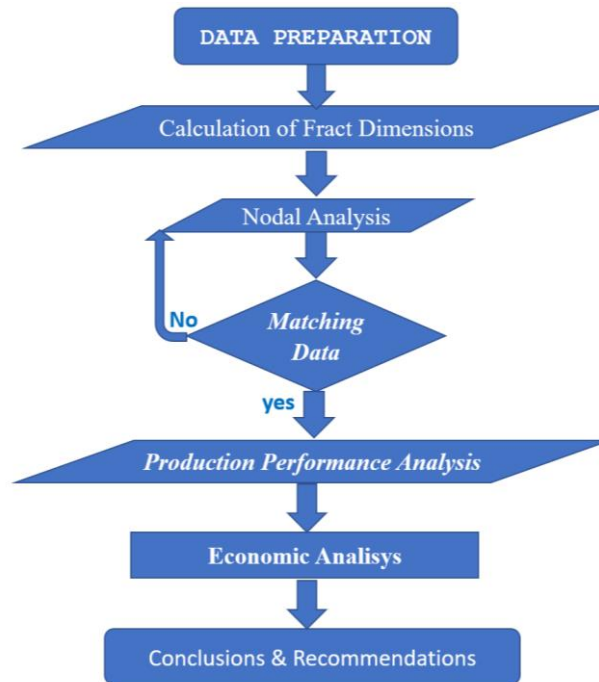 DATA PREPARATION
Calculation of Fract Dimensions
Nodal Analysis
No
Matching
Data
yes
Production Performance Analysis
Economic Analisys
Conclusions & Recommendations